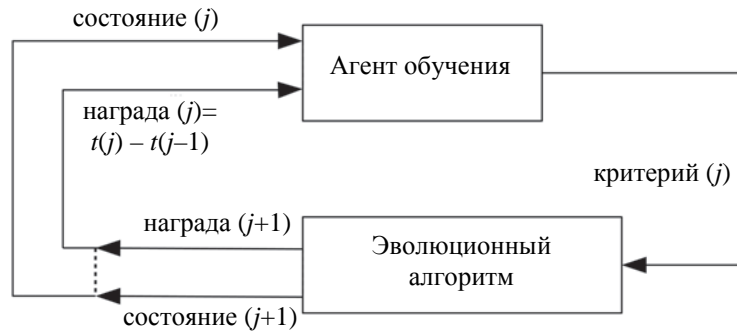 состояние (j)
Агент обучения
награда (j)=
t(j) – t(j–1)
критерий (j)
награда (j+1)
Эволюционный
алгоритм
состояние (j+1)